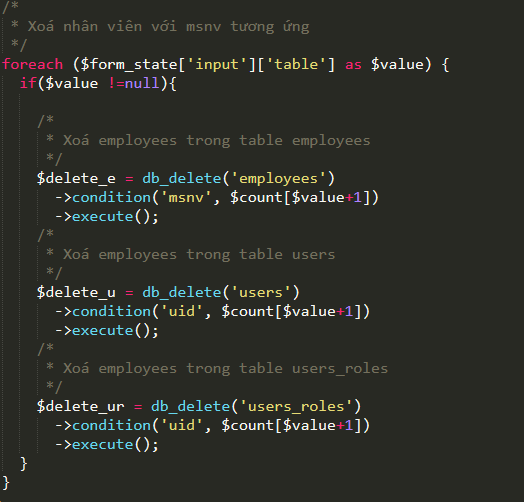 /*
 * Xoá nhân viên với msnv tương ứng
 */
foreach ($form_state['input']['table'] as $value) {
  if($value !=null){
    /*
     * Xoá employees trong table employees
     */
    $delete_e = db_delete('employees')
      ->condition('msnv', $count[$value+1])
      ->execute();
    /*
     * Xoá employees trong table users
     */
    $delete_u = db_delete('users')
      ->condition('uid', $count[$value+1])
      ->execute();
    /*
     * Xoá employees trong table users_roles
     */
    $delete_ur = db_delete('users_roles')
      ->condition('uid', $count[$value+1])
      ->execute();
  }
}